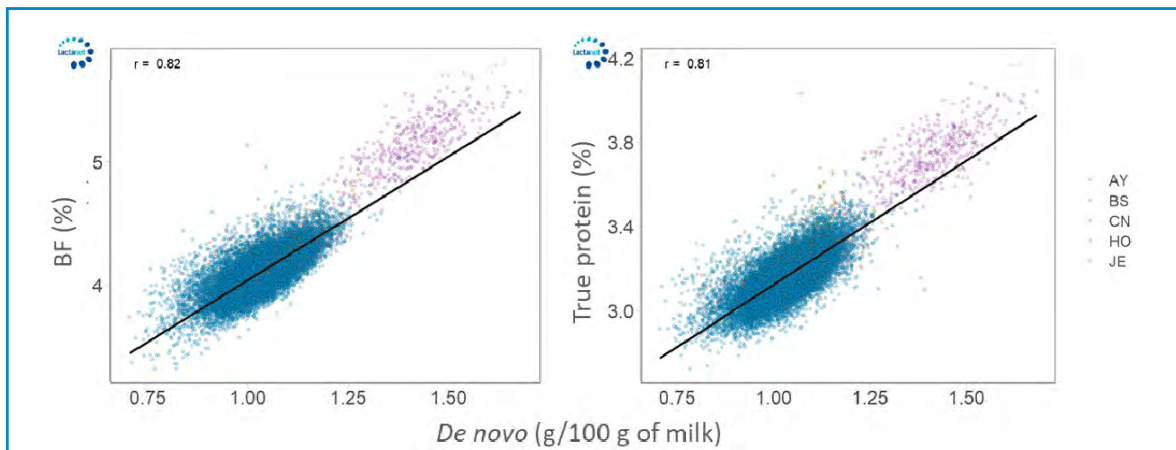 Lactanet
r = 0.82
BF (%)
5
4
0.75 1.00 1.25 1.50
Lactanet
r = 0.81
True protein (%)
4.2
3.8
3.4
3.0
0.75 1.00 1.25 1.50
De novo (g/100 g of milk)
AY
BS
CN
HO
JE